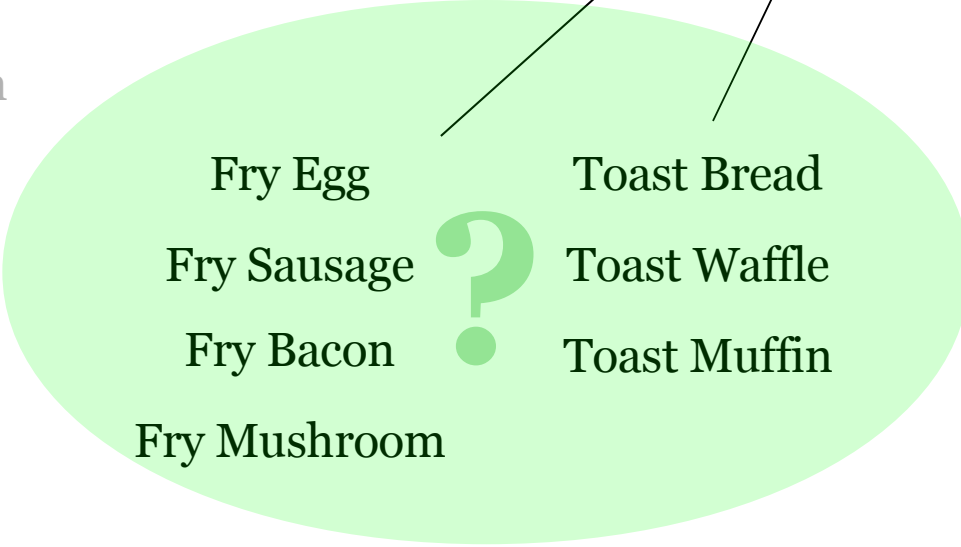 Fry Egg
Fry Sausage
Fry Bacon
Fry Mushroom
?
Toast Bread
Toast Waffle
Toast Muffin